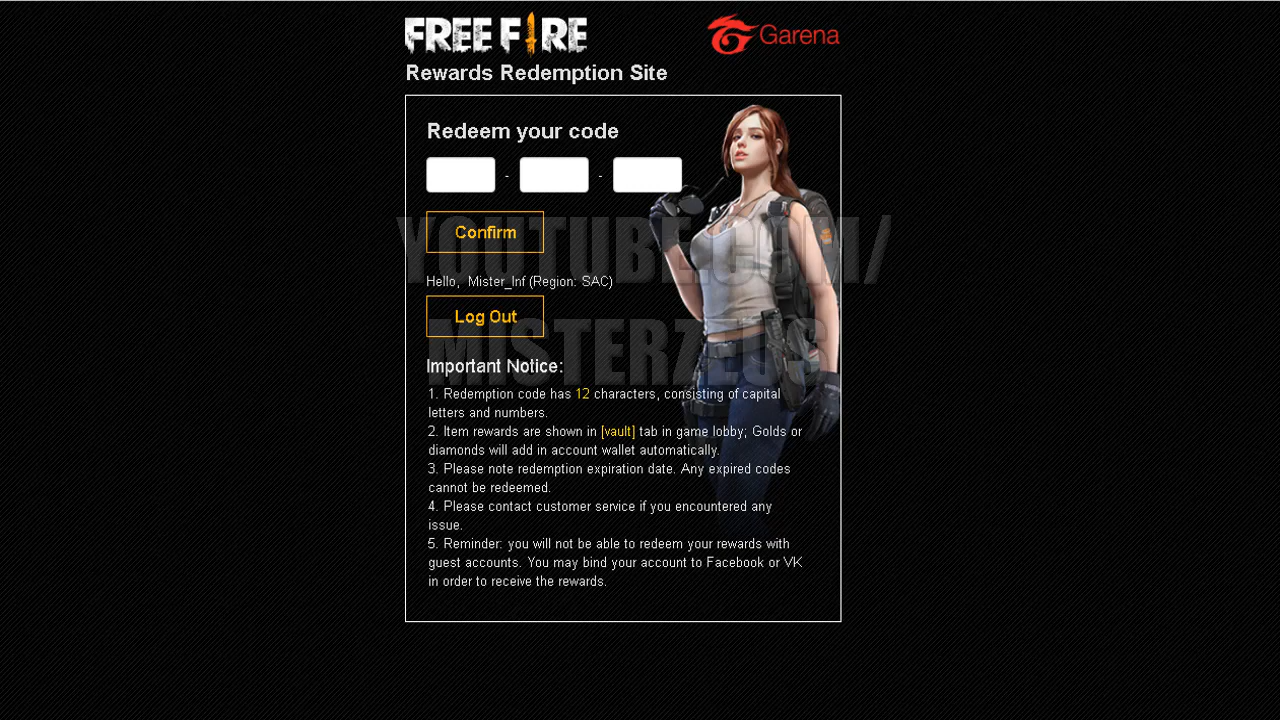 FREE FIRE
Garena
Rewards Redemption Site
Redeem your code
- -
YOUTUBE.COM/
Confirm
Hello, Mister_Inf (Region: SAC)
Log Out
MISTERZEUS
Important Notice:
1. Redemption code has 12 characters, consisting of capital
letters and numbers.
2. Item rewards are shown in [vault] tab in game lobby; Golds or
diamonds will add in account wallet automatically.
3. Please note redemption expiration date. Any expired codes
cannot be redeemed.
4. Please contact customer service if you encountered any
issue.
5. Reminder: you will not be able to redeem your rewards with
guest accounts. You may bind your account to Facebook or VK
in order to receive the rewards.